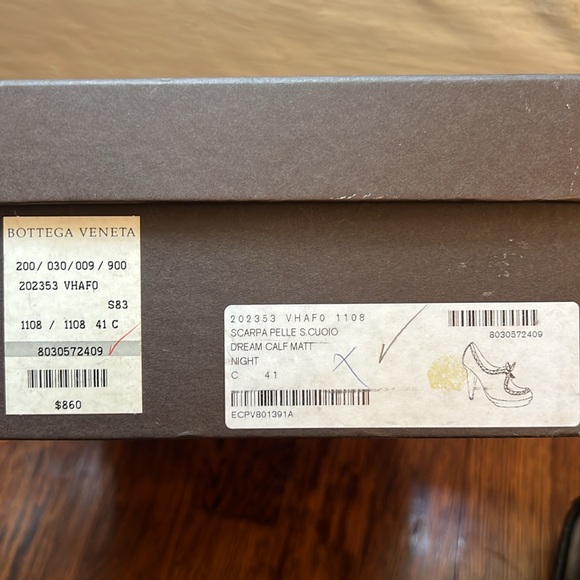 BOTTEGA VENETA
200/ 030/009 / 900
202353 VHAF0
S83
1108 / 1108 41 C
8030572409
$860
202353 VHAF0 1108
SCARPA PELLE S.CUOIO
DREAM CALF MATT
NIGHT
C 41
ECPV801391A
8030572409